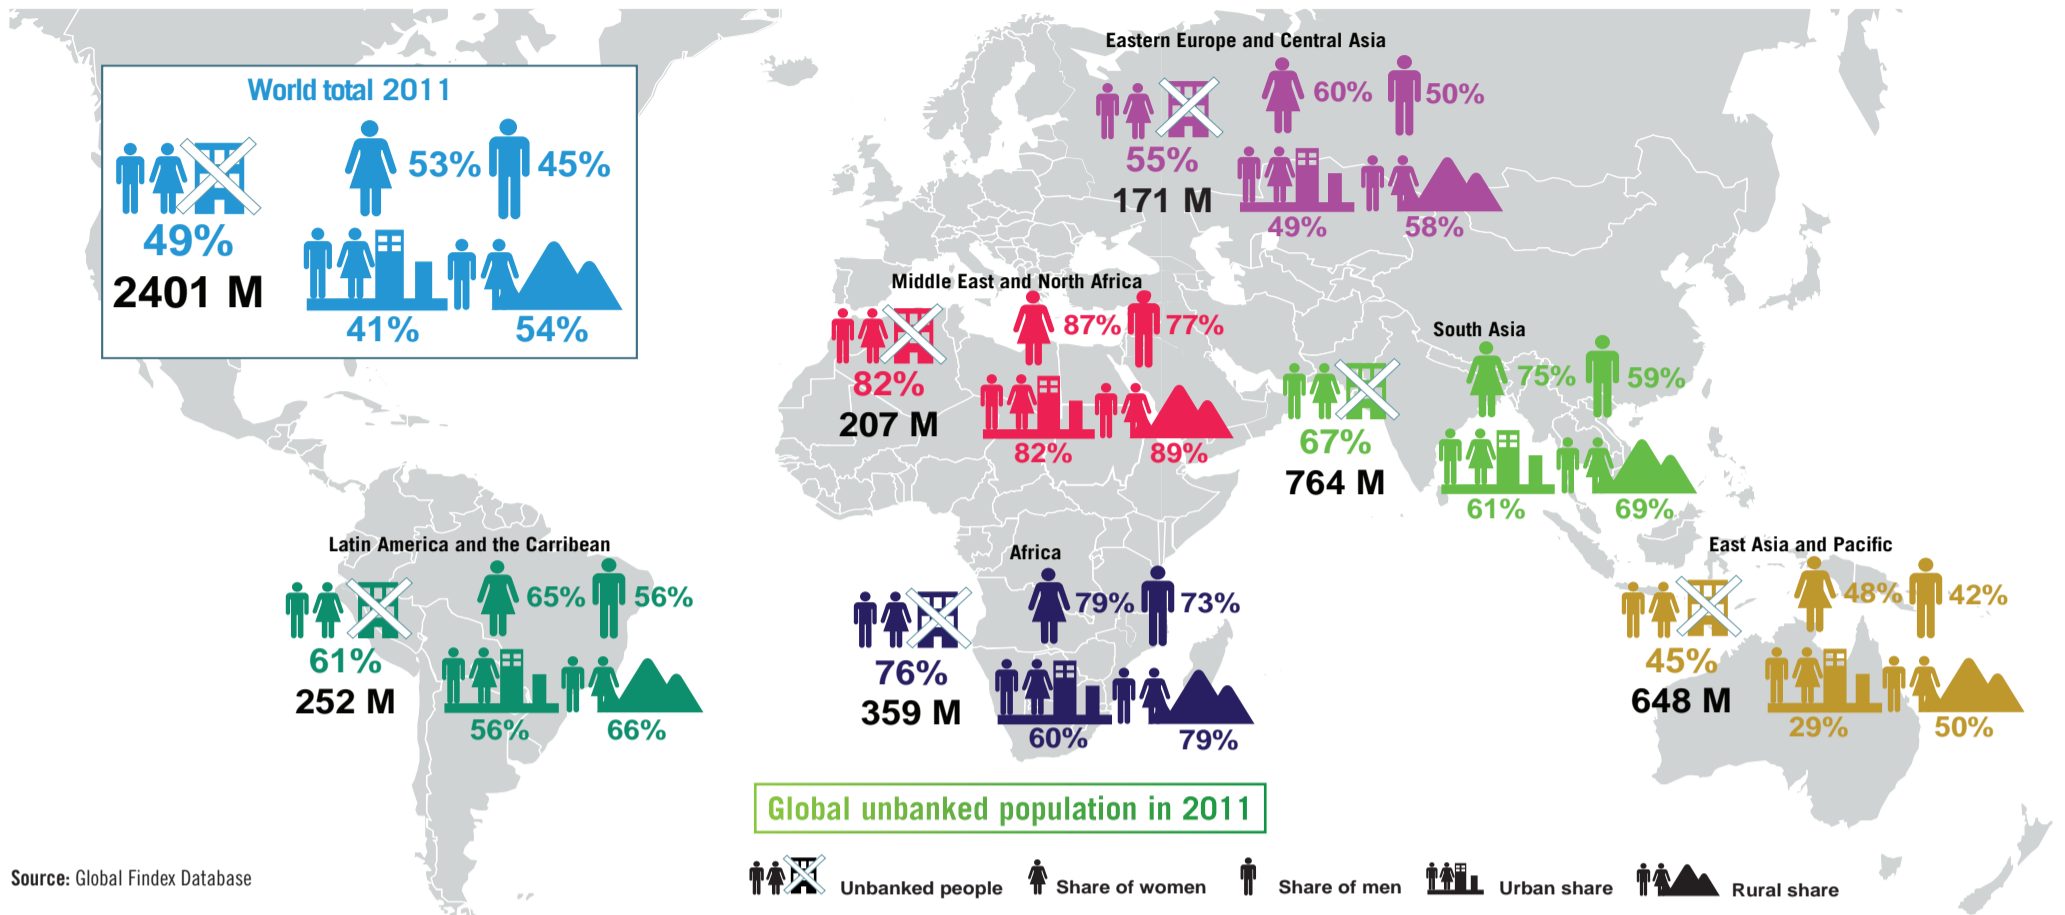 World total 2011
53%
45%
49%
2401 M
41%
54%
Eastern Europe and Central Asia
60%
50%
55%
171 M
49%
58%
Middle East and North Africa
87%
77%
82%
207 M
82%
89%
South Asia
75%
59%
67%
764 M
61%
69%
Latin America and the Carribean
65%
56%
61%
252 M
56%
66%
Africa
79%
73%
76%
359 M
60%
79%
East Asia and Pacific
48%
42%
45%
648 M
29%
50%
Global unbanked population in 2011
Source: Global Findex Database
Unbanked people
Share of women
Share of men
Urban share
Rural share